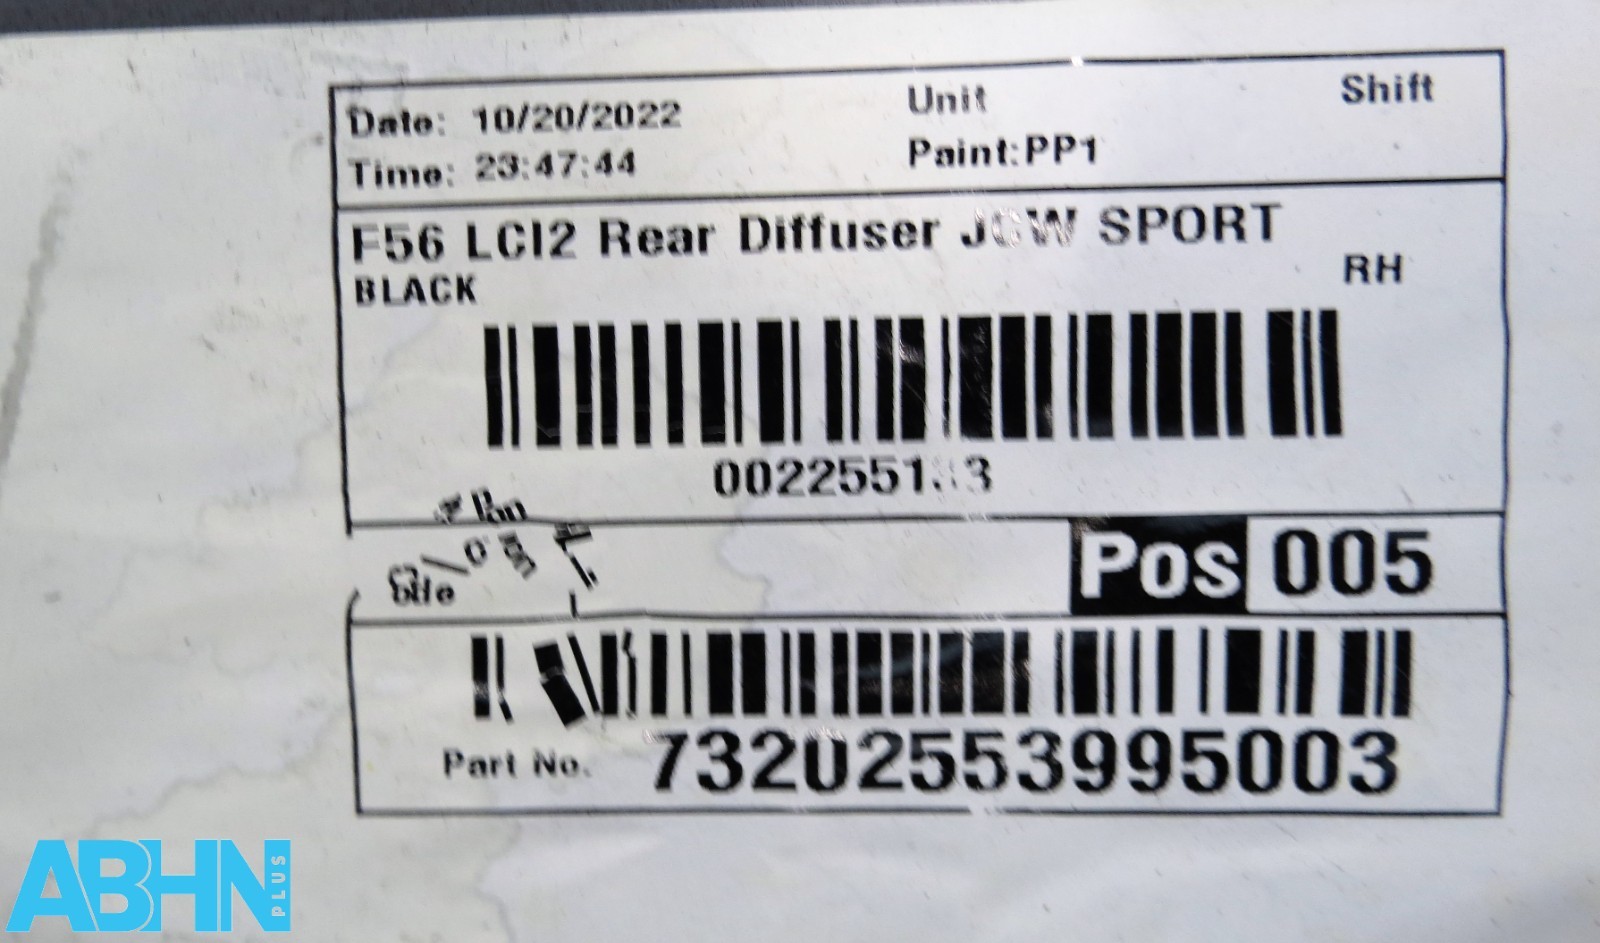 Date: 10/20/2022 Unit Shift
Time: 23:47:44 Paint:PP1
F56 LCI2 Rear Diffuser JCW SPORT
BLACK RH
Pos 005
Part No. 73202553995003
ABHN PLUS